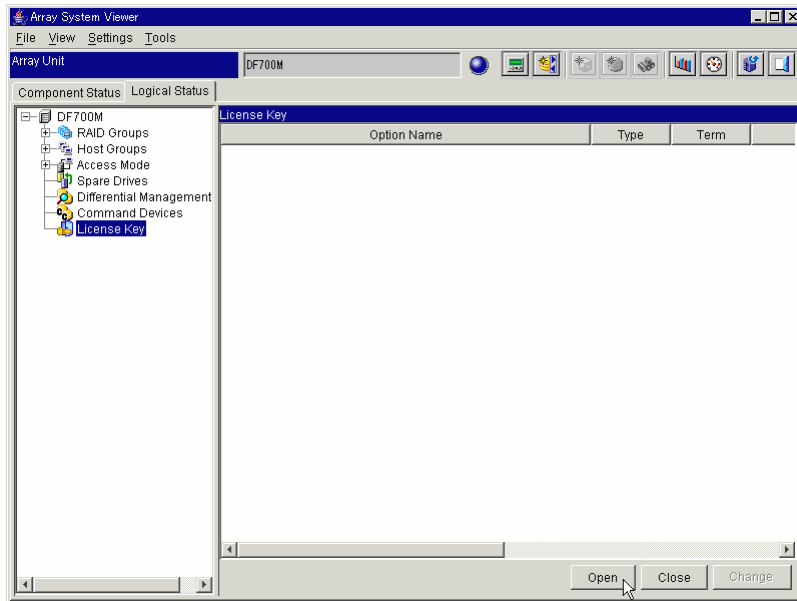 Array System Viewer
File View Settings Tools
Array Unit
DF700M
Component Status Logical Status
DF700M
RAID Groups
Host Groups
Access Mode
Spare Drives
Differential Management
Command Devices
License Key
License Key
Option Name Type Term
Open Close Change